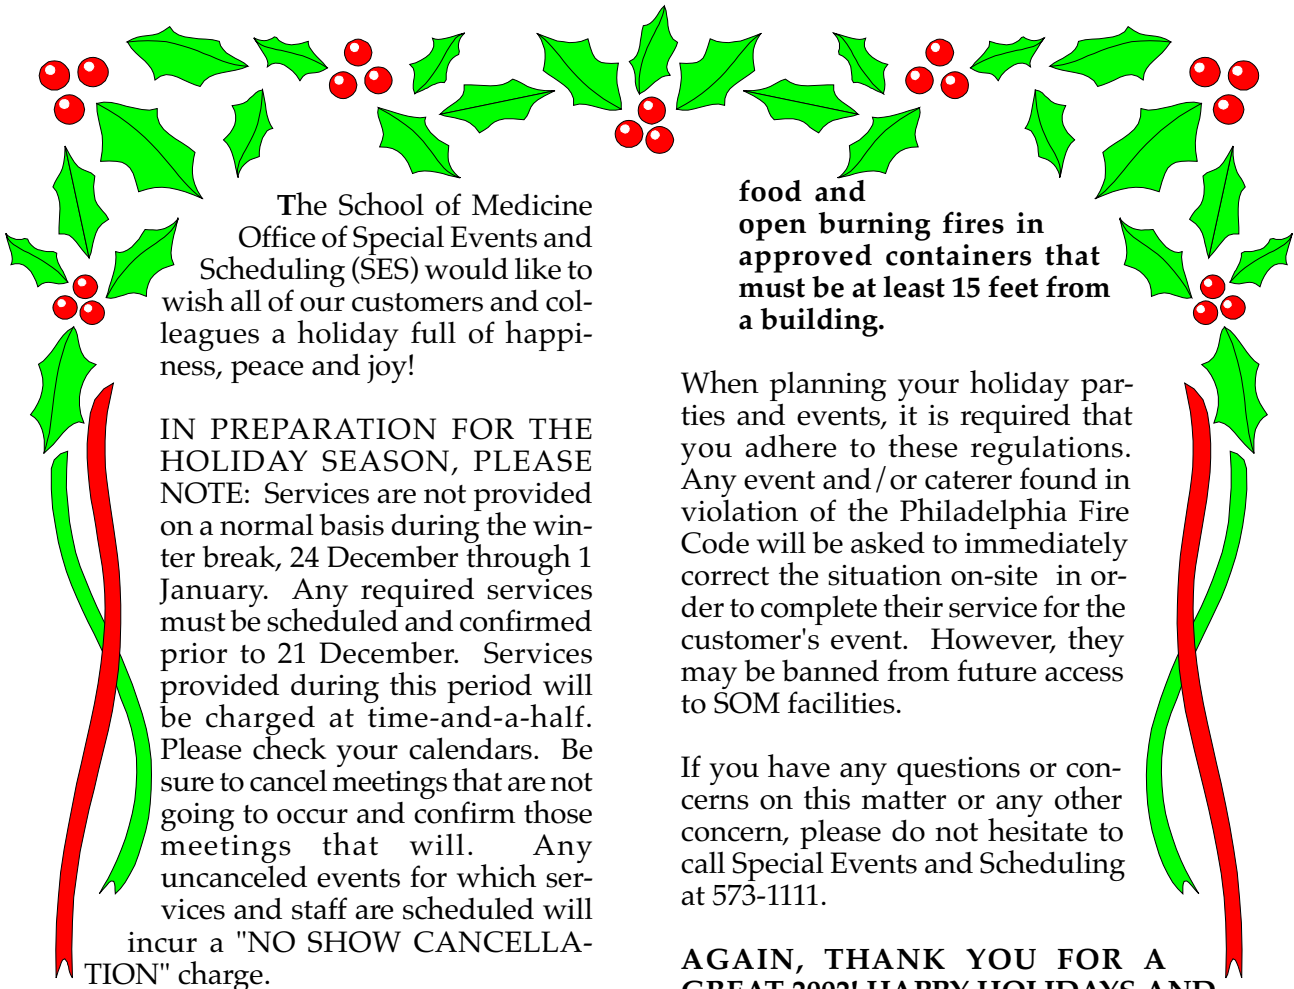 The School of Medicine
Office of Special Events and
Scheduling (SES) would like to
wish all of our customers and col-
leagues a holiday full of happi-
ness, peace and joy!
IN PREPARATION FOR THE
HOLIDAY SEASON, PLEASE
NOTE: Services are not provided
on a normal basis during the win-
ter break, 24 December through 1
January. Any required services
must be scheduled and confirmed
prior to 21 December. Services
provided during this period will
be charged at time-and-a-half.
Please check your calendars. Be
sure to cancel meetings that are not
going to occur and confirm those
meetings that will. Any
uncanceled events for which ser-
vices and staff are scheduled will
incur a "NO SHOW CANCELLA-
TION" charge.
food and
open burning fires in
approved containers that
must be at least 15 feet from
a building.
When planning your holiday par-
ties and events, it is required that
you adhere to these regulations.
Any event and/or caterer found in
violation of the Philadelphia Fire
Code will be asked to immediately
correct the situation on-site in or-
der to complete their service for the
customer's event. However, they
may be banned from future access
to SOM facilities.
If you have any questions or con-
cerns on this matter or any other
concern, please do not hesitate to
call Special Events and Scheduling
at 573-1111.
AGAIN, THANK YOU FOR A
GREAT 2002! HAPPY HOLIDAYS AND